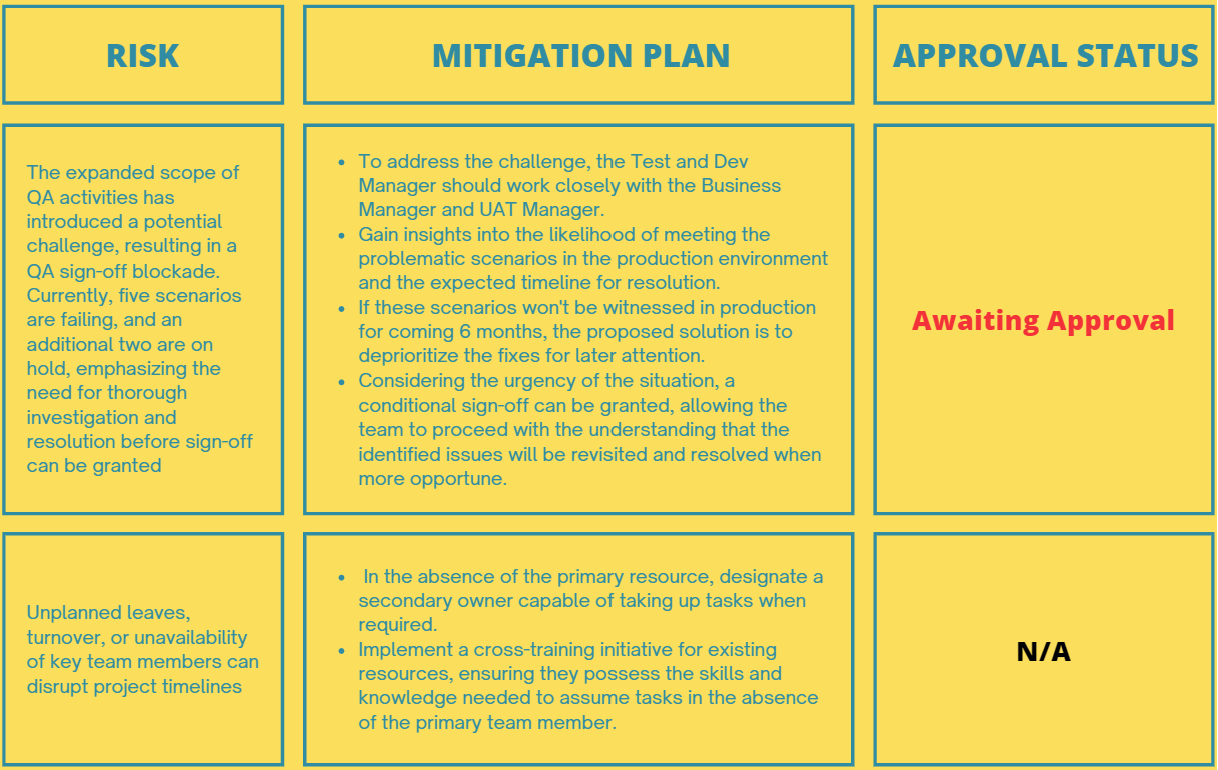 RISK
MITIGATION PLAN
APPROVAL STATUS
The expanded scope of
QA activities has
introduced a potential
challenge, resulting in a
QA sign-off blockade.
Currently, five scenarios
are failing, and an
additional two are on
hold, emphasizing the
need for thorough
investigation and
resolution before sign-off
can be granted
• To address the challenge, the Test and Dev
Manager should work closely with the Business
Manager and UAT Manager.
• Gain insights into the likelihood of meeting the
problematic scenarios in the production environment
and the expected timeline for resolution.
• If these scenarios won't be witnessed in production
for coming 6 months, the proposed solution is to
deprioritize the fixes for later attention.
• Considering the urgency of the situation, a
conditional sign-off can be granted, allowing the
team to proceed with the understanding that the
identified issues will be revisited and resolved when
more opportune.
Awaiting Approval
Unplanned leaves,
turnover, or unavailability
of key team members can
disrupt project timelines
• In the absence of the primary resource, designate a
secondary owner capable of taking up tasks when
required.
• Implement a cross-training initiative for existing
resources, ensuring they possess the skills and
knowledge needed to assume tasks in the absence
of the primary team member.
N/A